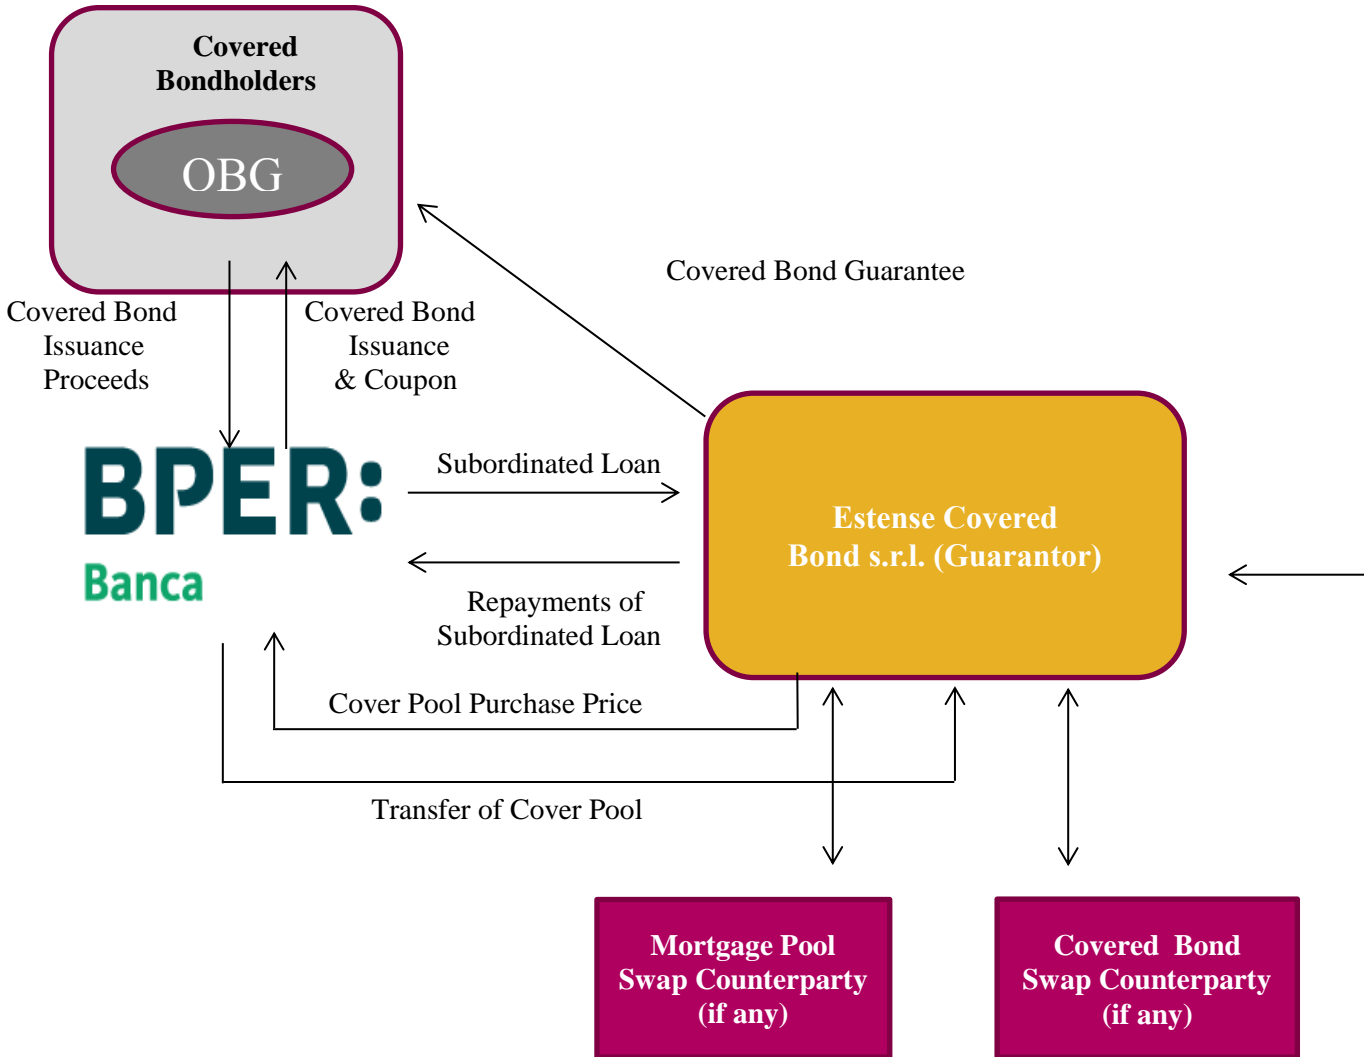 Covered
Bondholders
OBG
Covered Bond Guarantee
Covered Bond
Issuance
Proceeds
Covered Bond
Issuance
& Coupon
BPER:
Banca
Subordinated Loan
Estense Covered
Bond s.r.l. (Guarantor)
Repayments of
Subordinated Loan
Cover Pool Purchase Price
Transfer of Cover Pool
Mortgage Pool
Swap Counterparty
(if any)
Covered Bond
Swap Counterparty
(if any)